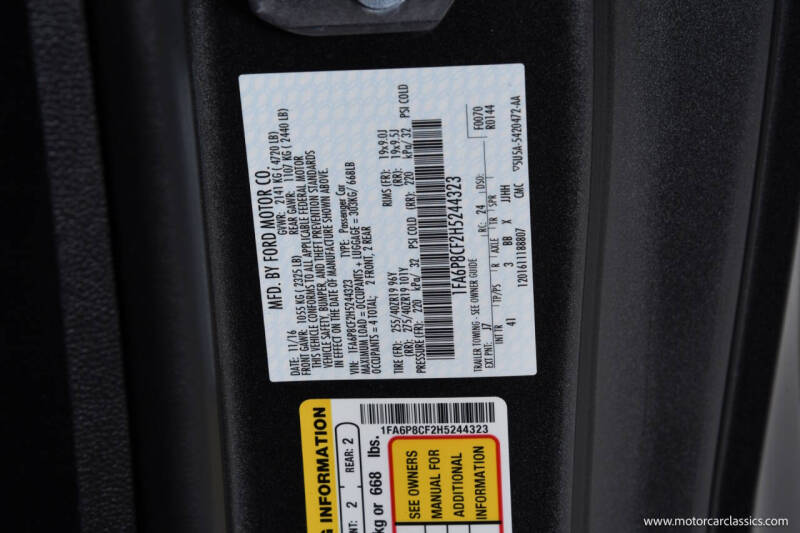 MFD. BY FORD MOTOR CO.
11/16 GVWR: 2141 KG ( 4720 LB)
FRONT GAWR: 1055 KG ( 2325 LB) REAR GAWR: 1107 KG ( 2440 LB)
THIS VEHICLE CONFORMS TO ALL APPLICABLE FEDERAL MOTOR
VEHICLE SAFETY, BUMPER, AND THEFT PREVENTION STANDARDS
IN EFFECT ON THE DATE OF MANUFACTURE SHOWN ABOVE.
VIN: 1FA6P8CF2H5244323 TYPE: Passenger Car
MAXIMUM LOAD = OCCUPANTS + LUGGAGE = 303KG/ 668LB
OCCUPANTS = 4 TOTAL; 2 FRONT, 2 REAR
TIRE (FR): 255/40ZR19 96Y RIMS (FR): 19x9.0J
(RR): 275/40ZR19 101Y (RR): 19x9.5J
PRESSURE (FR): 220 kPa/ 32 PSI COLD (RR): 220 kPa/ 32 PSI COLD
1FA6P8CF2H5244323
TRAILER TOWING - SEE OWNER GUIDE F0070
EXT PNT: J7 RC: 24 DSO: R0144
INT TR TP/PS R AXLE TR SPR
41 3 BB X JJHH
1201611188807 CMC ▽5U5A-5420472-AA
1FA6P8CF2H5244323
G INFORMATION
NT: 2 REAR: 2
kg or 668 lbs.
SEE OWNERS
MANUAL FOR
ADDITIONAL
INFORMATION
www.motorcarclassics.com